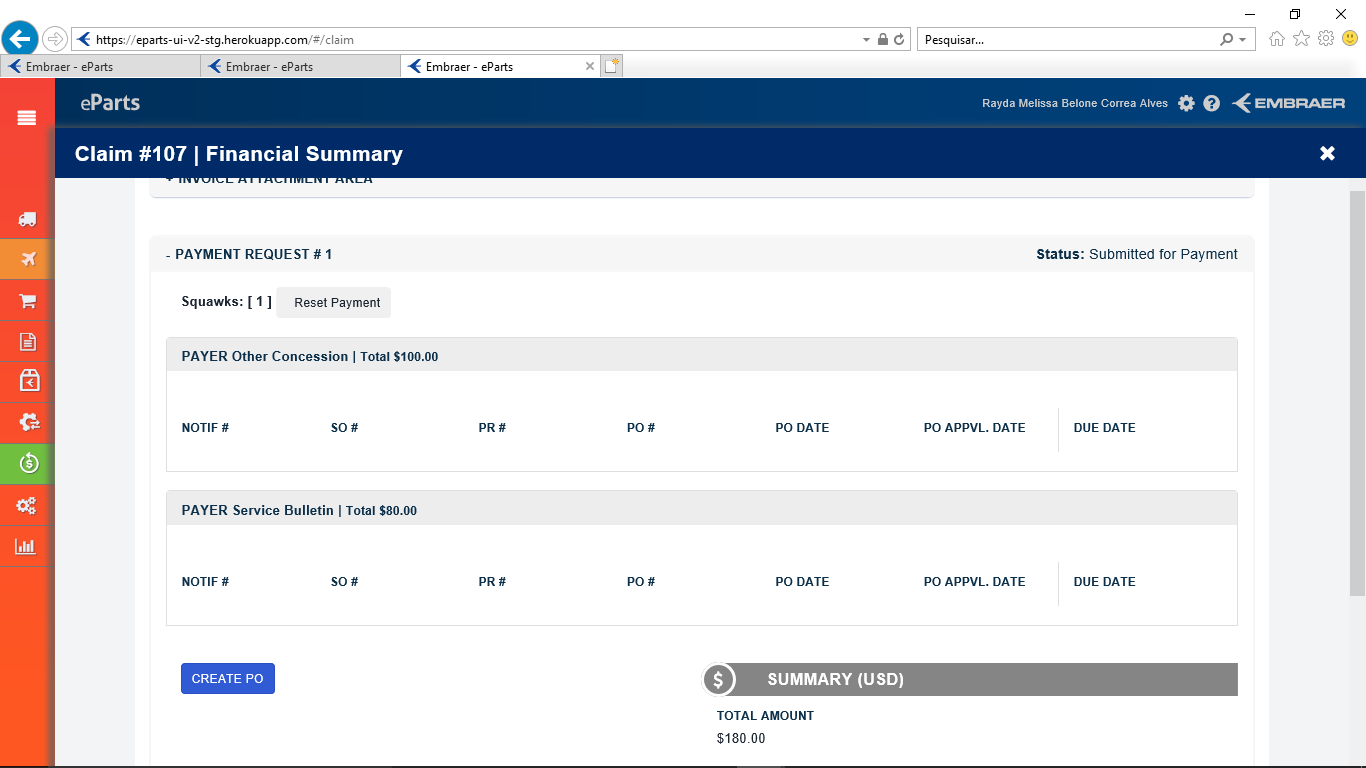 https://eparts-ui-v2-stg.herokuapp.com/#/claim
Pesquisar...
Embraer - eParts
Embraer - eParts
Embraer - eParts
eParts
Rayda Melissa Belone Correa Alves
EMBRAER
Claim #107 | Financial Summary
+ INVOICE ATTACHMENT AREA
- PAYMENT REQUEST # 1
Status: Submitted for Payment
Squawks: [ 1 ]
Reset Payment
PAYER Other Concession | Total $100.00
NOTIF # SO # PR # PO # PO DATE PO APPVL. DATE DUE DATE
PAYER Service Bulletin | Total $80.00
NOTIF # SO # PR # PO # PO DATE PO APPVL. DATE DUE DATE
CREATE PO
$ SUMMARY (USD)
TOTAL AMOUNT
$180.00